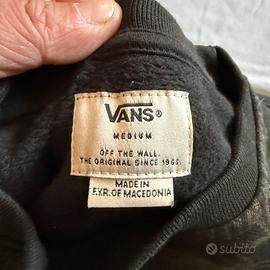 VANS®
MEDIUM
OFF THE WALL.
THE ORIGINAL SINCE 1966.
MADE IN
F.Y.R. OF MACEDONIA
subito